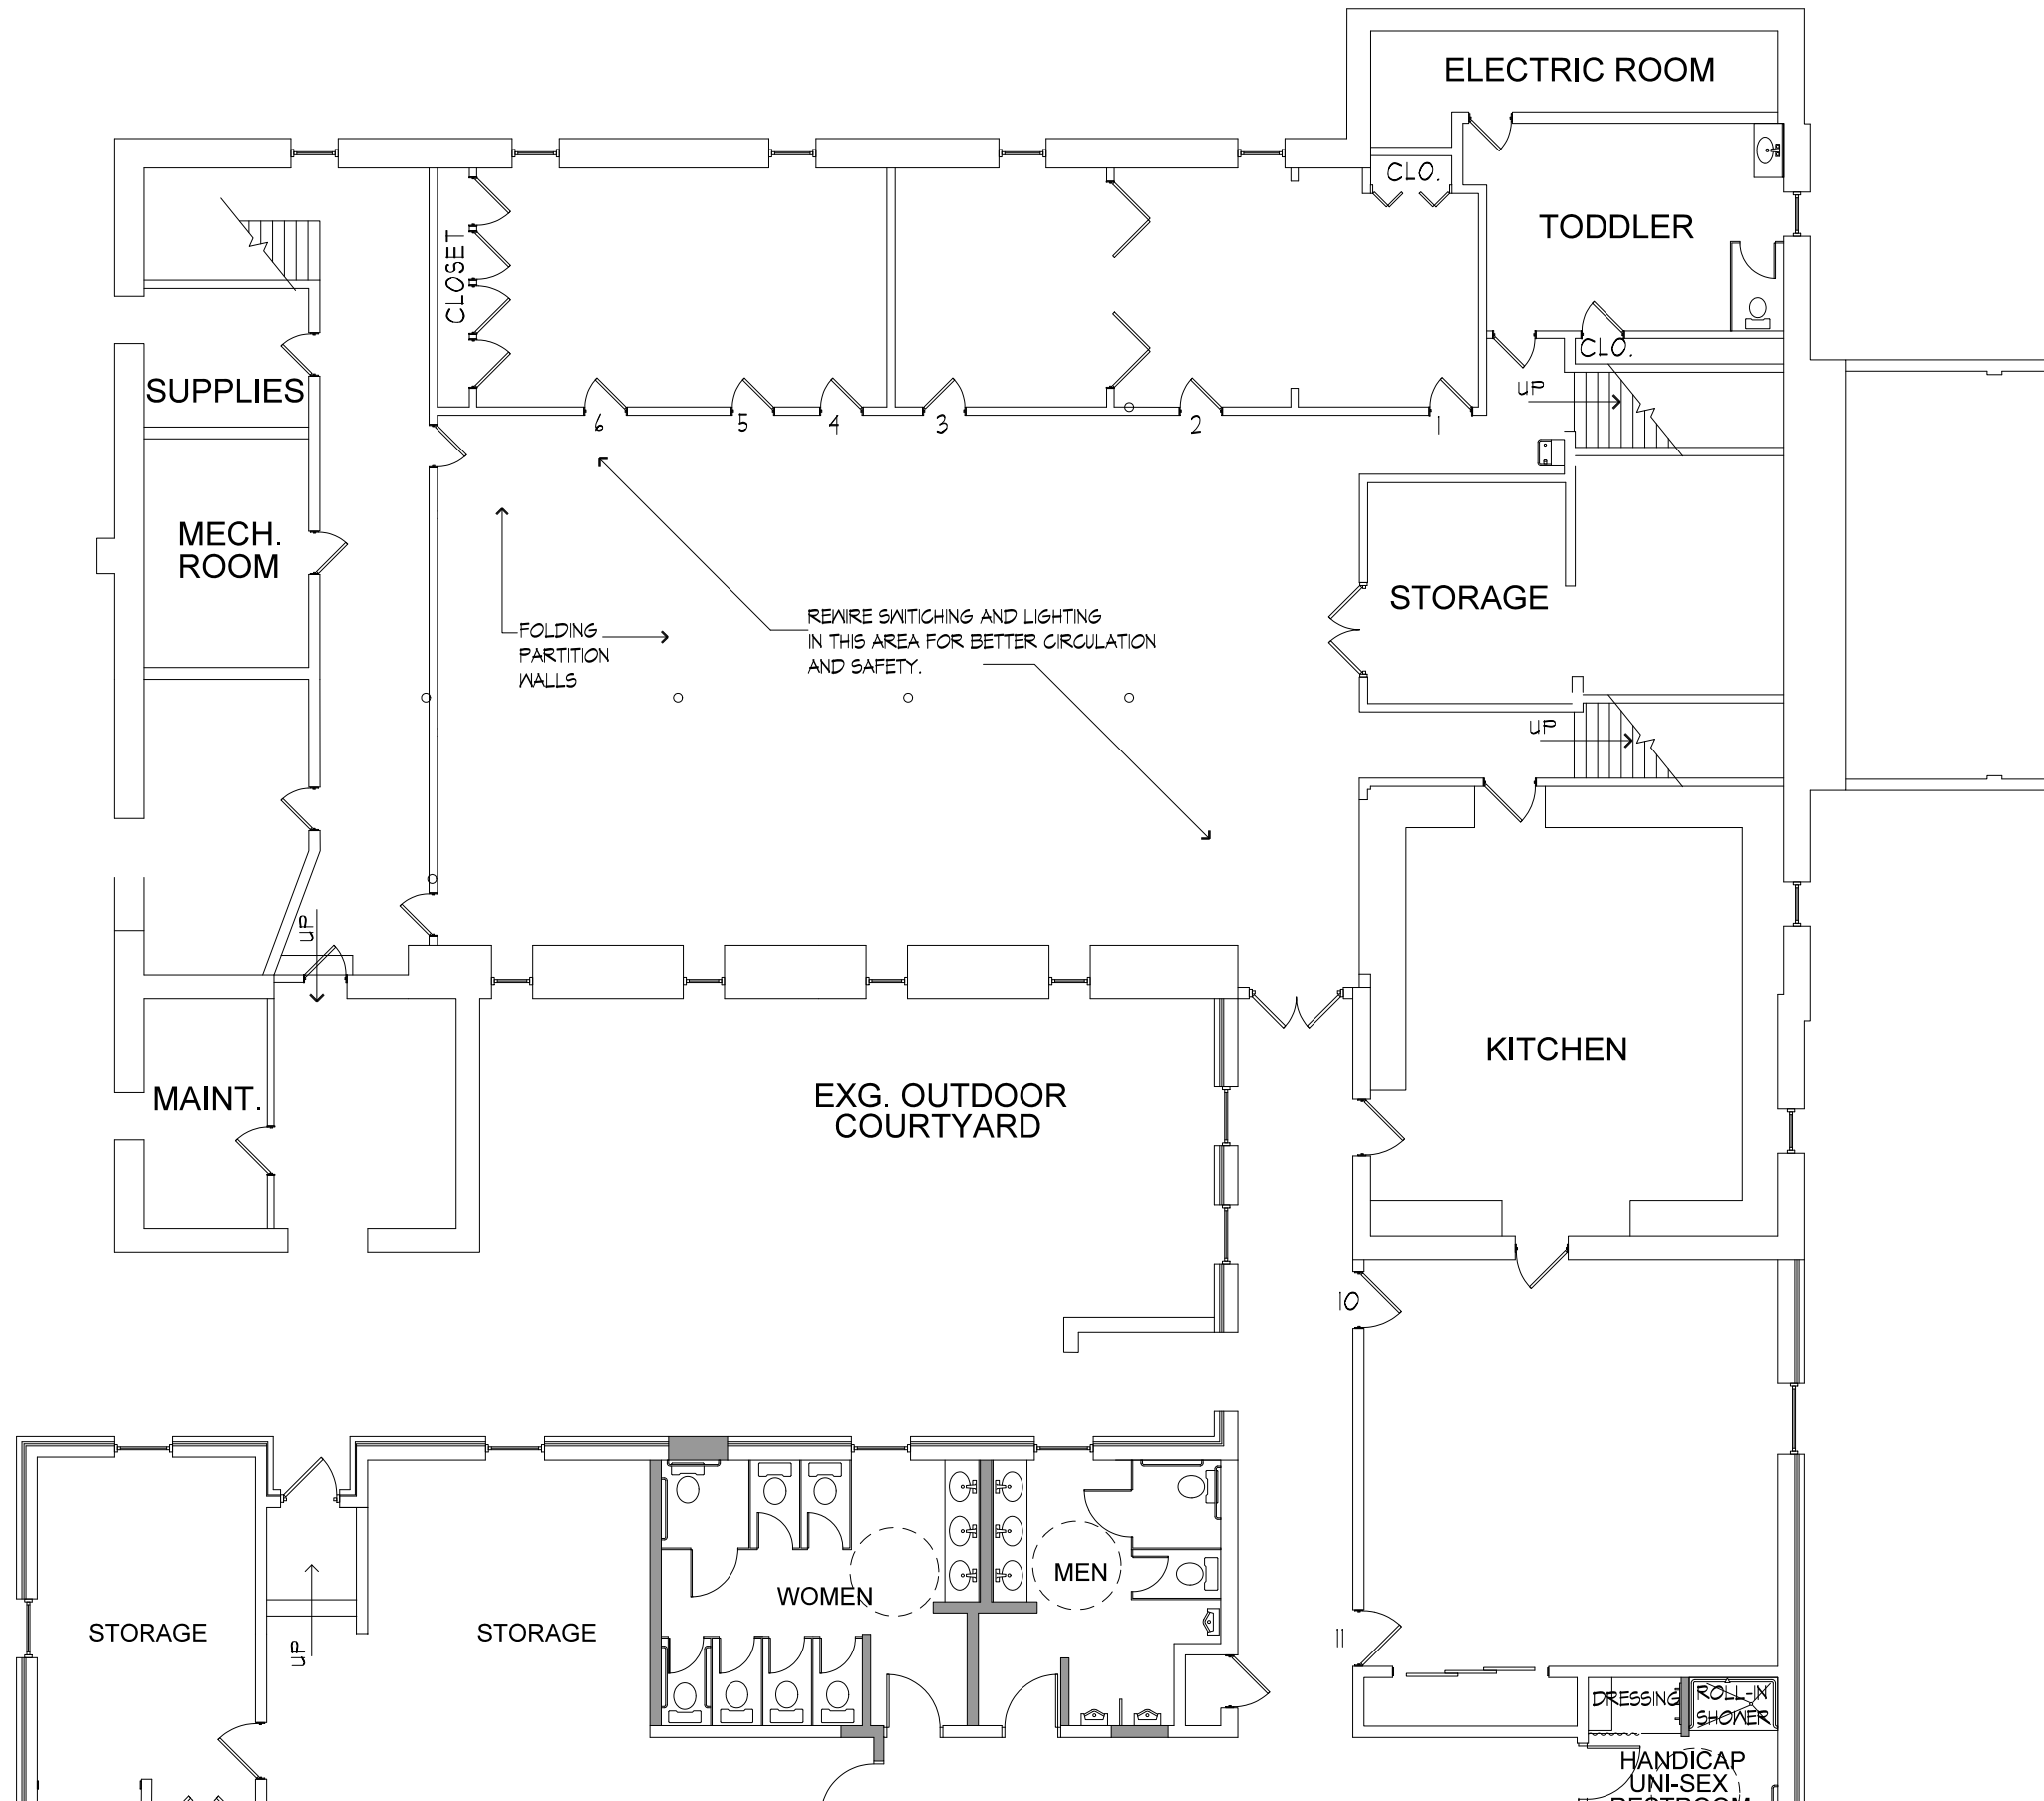 ELECTRIC ROOM
CLO.
TODDLER
CLOSET
CLO.
SUPPLIES
UP
6
5
4
3
2
1
MECH.
ROOM
STORAGE
FOLDING
PARTITION
WALLS
REWIRE SWITICHING AND LIGHTING
IN THIS AREA FOR BETTER CIRCULATION
AND SAFETY.
UP
UP
KITCHEN
MAINT.
EXG. OUTDOOR
COURTYARD
10
MEN
WOMEN
STORAGE
STORAGE
UP
11
DRESSING
ROLL-IN
SHOWER
HANDICAP
UNI-SEX
RESTROOM